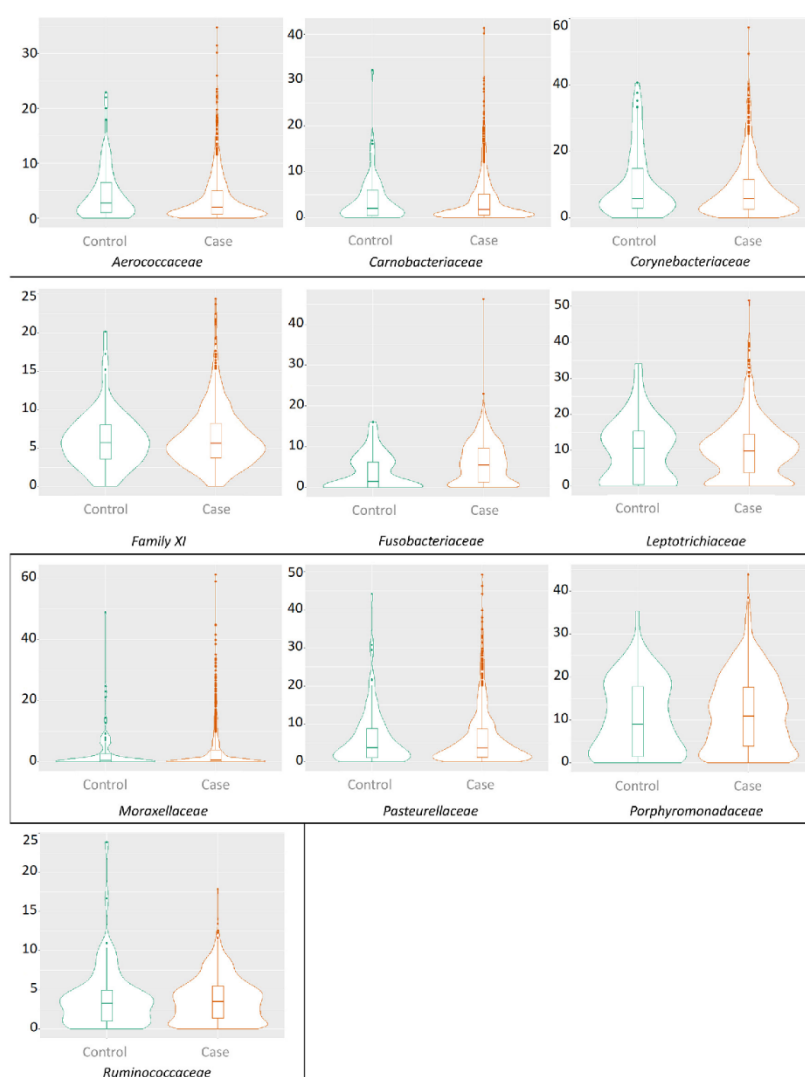 30
20
10
0
Control Case
Aerococcaceae
40
30
20
10
0
Control Case
Carnobacteriaceae
60
40
20
0
Control Case
Corynebacteriaceae
25
20
15
10
5
0
Control Case
Family XI
40
30
20
10
0
Control Case
Fusobacteriaceae
50
40
30
20
10
0
Control Case
Leptotrichiaceae
60
40
20
0
Control Case
Moraxellaceae
50
40
30
20
10
0
Control Case
Pasteurellaceae
40
30
20
10
0
Control Case
Porphyromonadaceae
25
20
15
10
5
0
Control Case
Ruminococcaceae